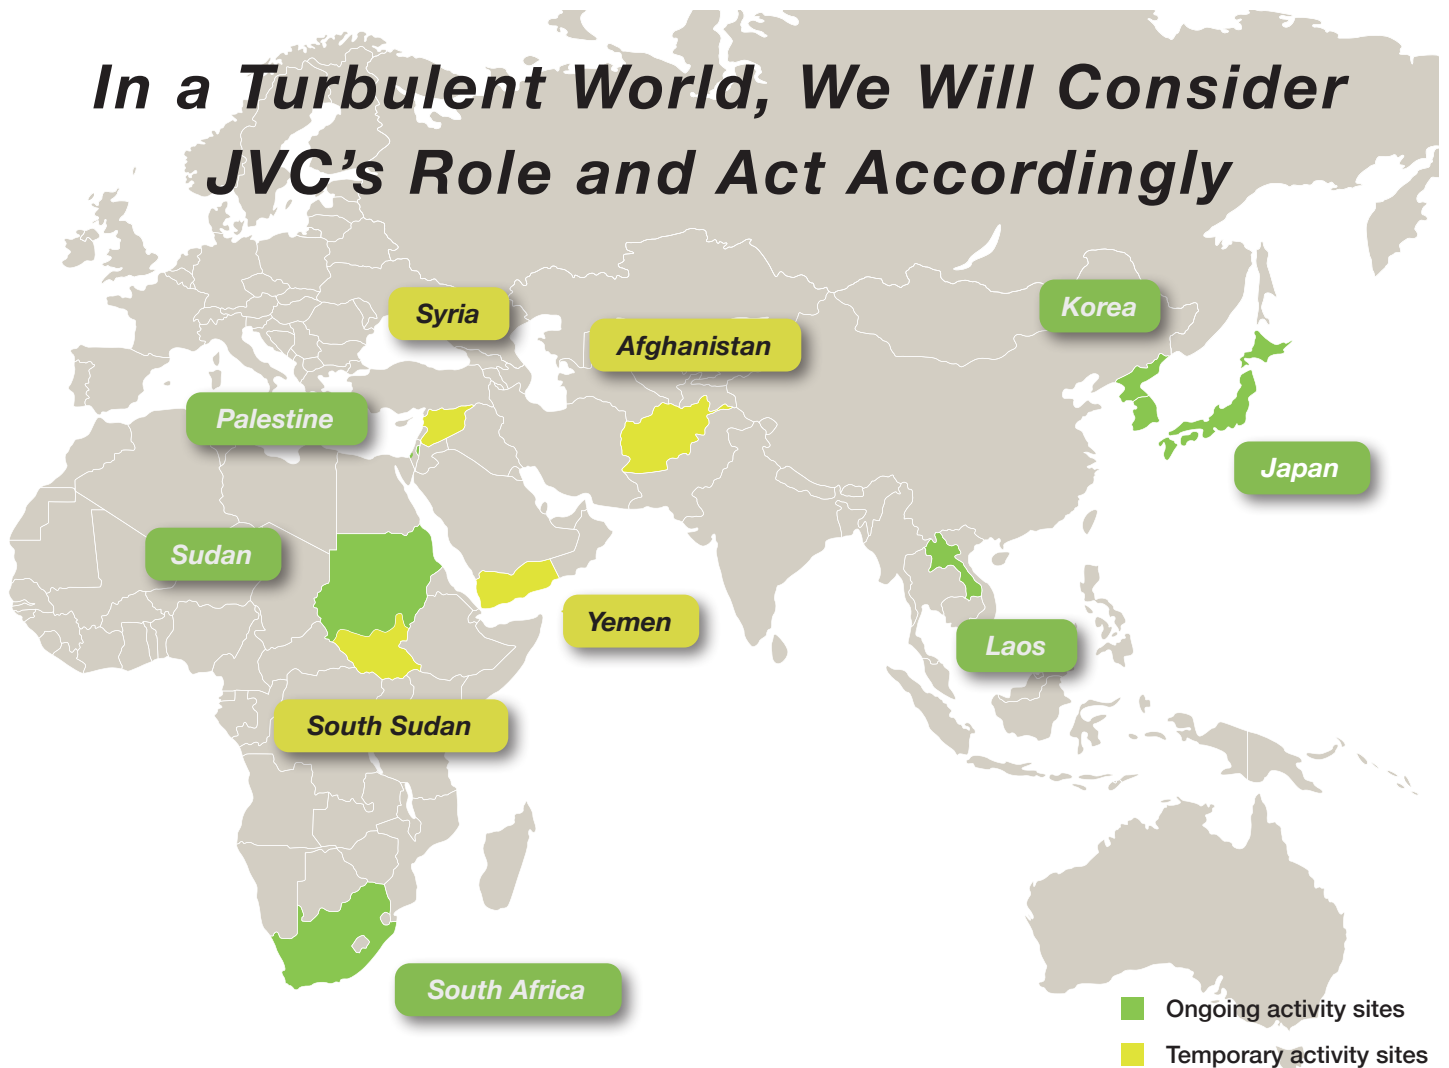 In a Turbulent World, We Will Consider
JVC’s Role and Act Accordingly
Syria
Korea
Afghanistan
Palestine
Japan
Sudan
Yemen
Laos
South Sudan
South Africa
Ongoing activity sites
Temporary activity sites